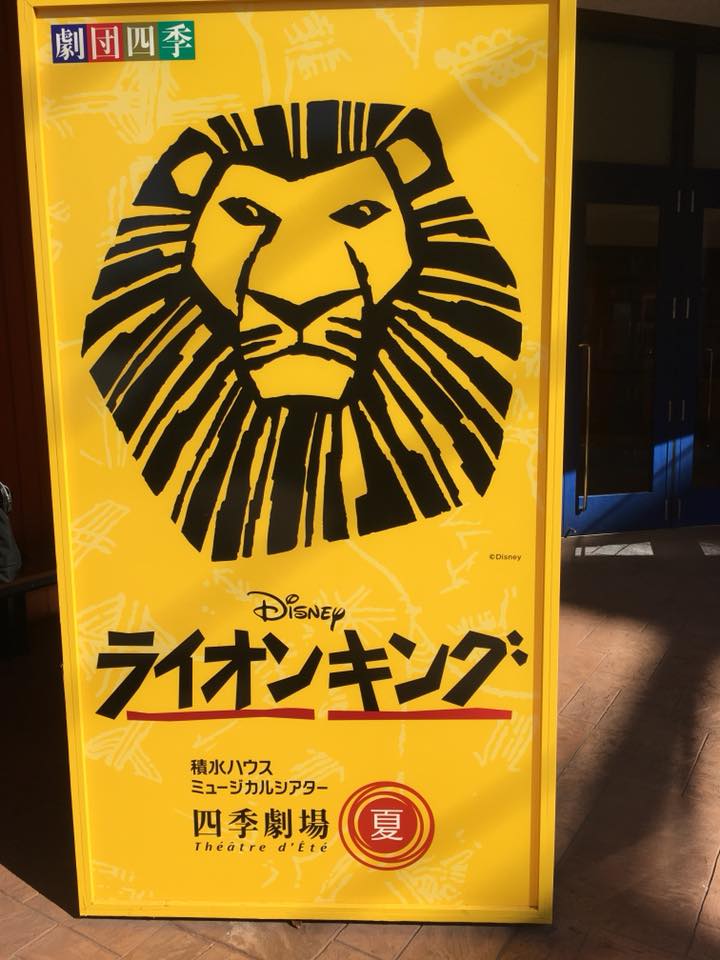 劇団四季
©Disney
Disney
ライオンキング
積水ハウス
ミュージカルシアター
四季劇場
Théâtre d'Été
夏